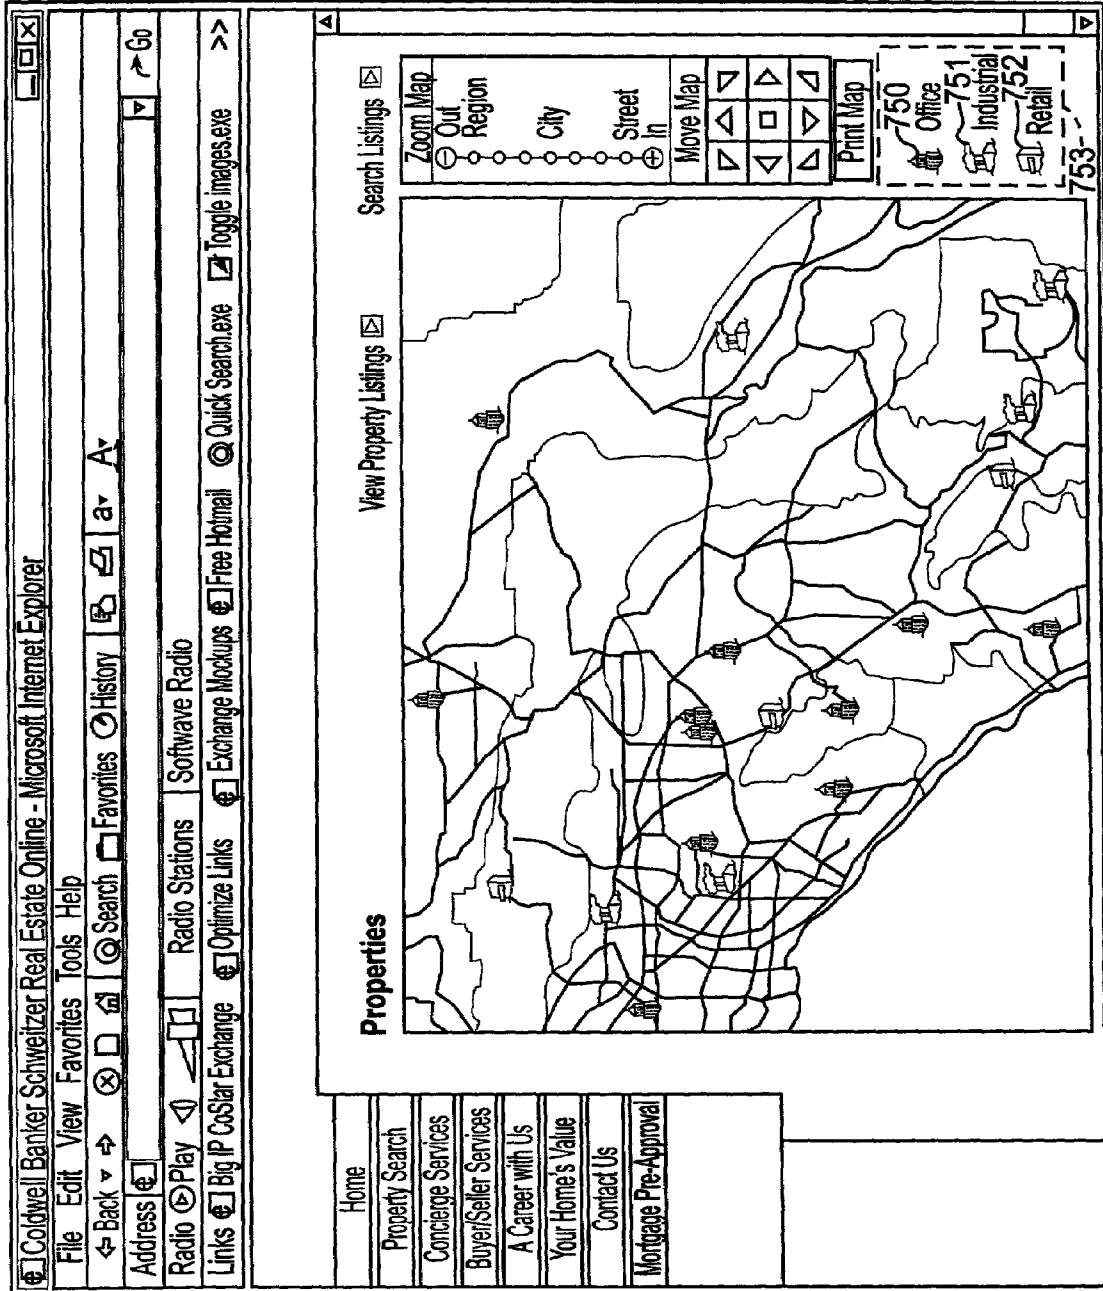 Coldwell Banker Schweitzer Real Estate Online - Microsoft Internet Explorer
File Edit View Favorites Tools Help
Back Search Favorites History a A
Address Go
Radio Play Radio Stations Softwave Radio
Links Big IP CoStar Exchange Optimize Links Exchange Mockups Free Hotmail Quick Search.exe Toggle images.exe >>
Home
Property Search
Concierge Services
Buyer/Seller Services
A Career with Us
Your Home's Value
Contact Us
Mortgage Pre-Approval
Properties
View Property Listings
Search Listings
Zoom Map
Out
Region
City
Street
In
Move Map
Print Map
750
Office
751
Industrial
752
Retail
753